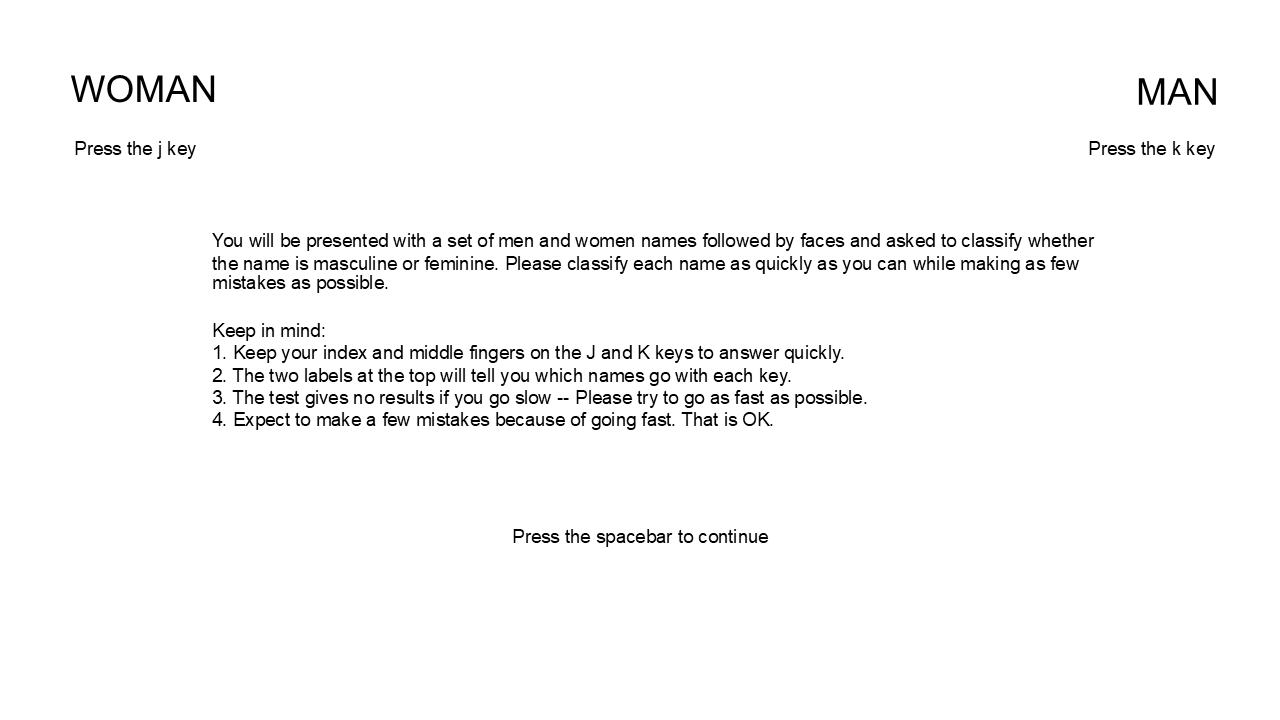 WOMAN
MAN
Press the j key
Press the k key
You will be presented with a set of men and women names followed by faces and asked to classify whether
the name is masculine or feminine. Please classify each name as quickly as you can while making as few
mistakes as possible.
Keep in mind:
1. Keep your index and middle fingers on the J and K keys to answer quickly.
2. The two labels at the top will tell you which names go with each key.
3. The test gives no results if you go slow -- Please try to go as fast as possible.
4. Expect to make a few mistakes because of going fast. That is OK.
Press the spacebar to continue